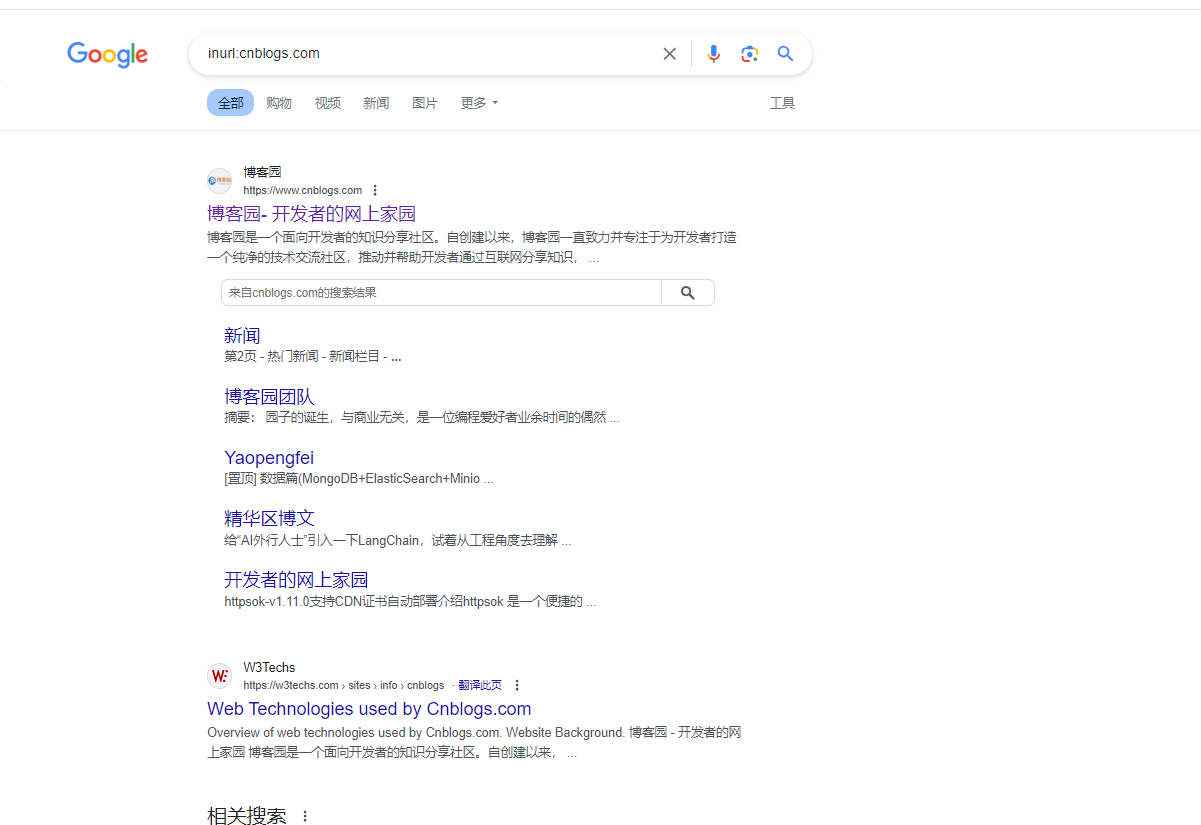 Google
inurl:cnblogs.com
全部 购物 视频 新闻 图片 更多 工具
博客园
https://www.cnblogs.com
博客园- 开发者的网上家园
博客园是一个面向开发者的知识分享社区。自创建以来，博客园一直致力并专注于为开发者打造
一个纯净的技术交流社区，推动并帮助开发者通过互联网分享知识， ...
来自cnblogs.com的搜索结果
新闻
第2页 - 热门新闻 - 新闻栏目 - ...
博客园团队
摘要： 园子的诞生，与商业无关，是一位编程爱好者业余时间的偶然 ...
Yaopengfei
[置顶] 数据篇(MongoDB+ElasticSearch+Minio ...
精华区博文
给“AI外行人士”引入一下LangChain，试着从工程角度去理解 ...
开发者的网上家园
httpsok-v1.11.0支持CDN证书自动部署介绍httpsok 是一个便捷的 ...
W3Techs
https://w3techs.com › sites › info › cnblogs · 翻译此页
Web Technologies used by Cnblogs.com
Overview of web technologies used by Cnblogs.com. Website Background. 博客园 - 开发者的网
上家园 博客园是一个面向开发者的知识分享社区。自创建以来， ...
相关搜索